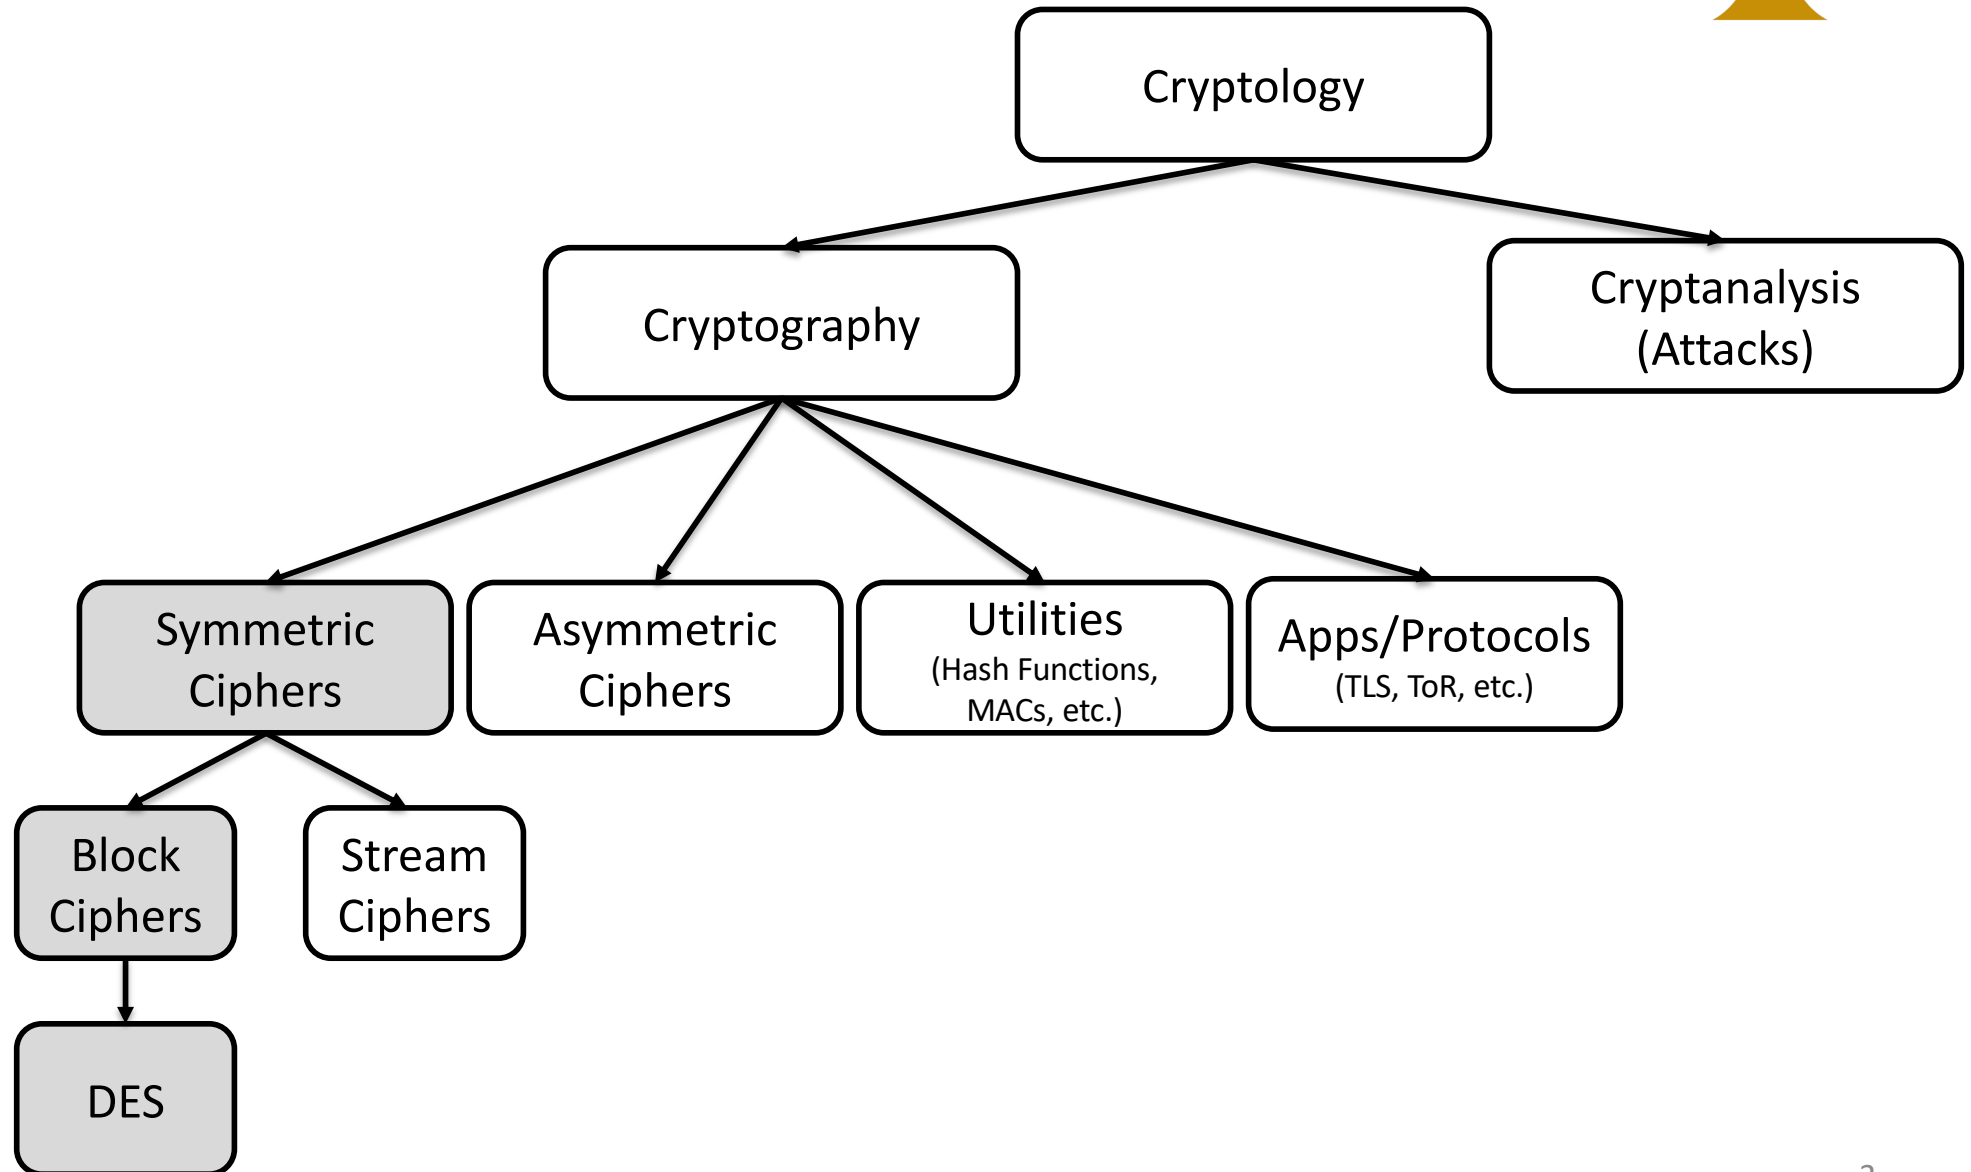 Cryptology
Cryptography
Cryptanalysis
(Attacks)
Symmetric
Ciphers
Asymmetric
Ciphers
Utilities
(Hash Functions,
MACs, etc.)
Apps/Protocols
(TLS, ToR, etc.)
Block
Ciphers
Stream
Ciphers
DES